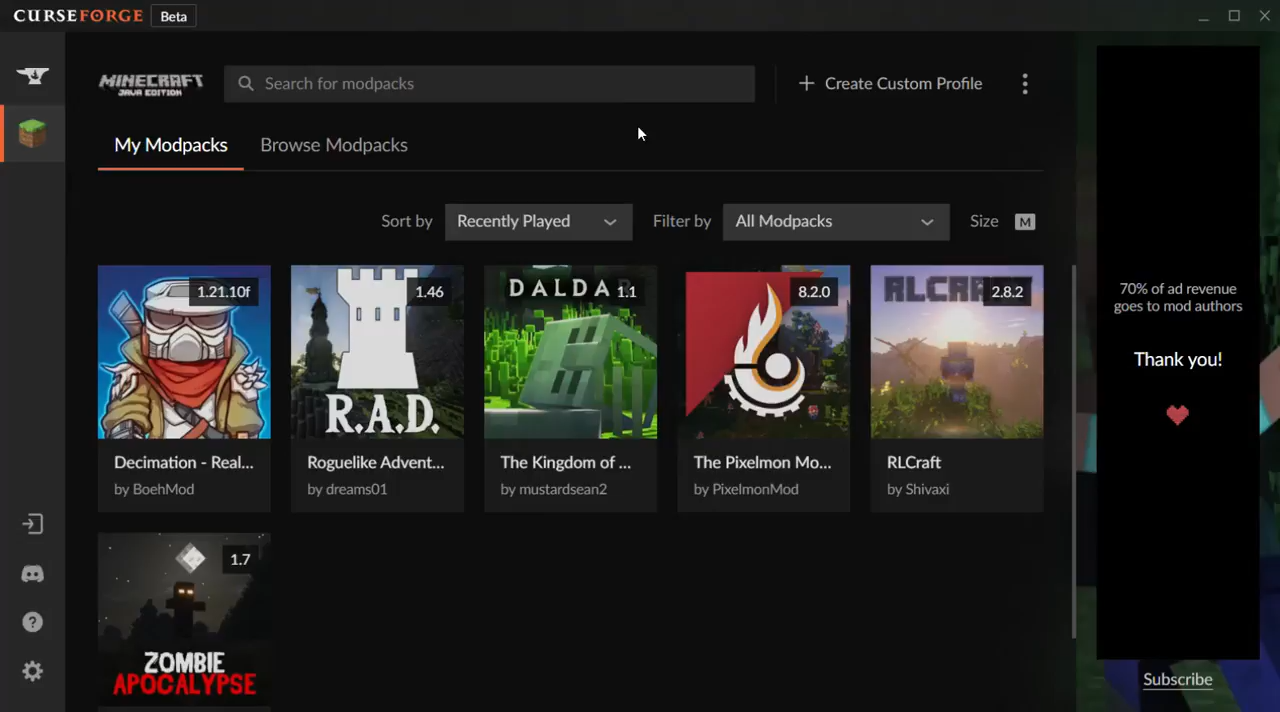 CURSEFORGE Beta
MINECRAFT
JAVA EDITION
Search for modpacks
Create Custom Profile
My Modpacks
Browse Modpacks
Sort by
Recently Played
Filter by
All Modpacks
Size
M
1.21.10f
R.A.D.
1.46
DALDA
1.1
8.2.0
RLCRA
2.8.2
Decimation - Real...
by BoehMod
Roguelike Advent...
by dreams01
The Kingdom of ...
by mustardsean2
The Pixelmon Mo...
by PixelmonMod
RLCraft
by Shivaxi
1.7
ZOMBIE
APOCALYPSE
70% of ad revenue
goes to mod authors
Thank you!
Subscribe